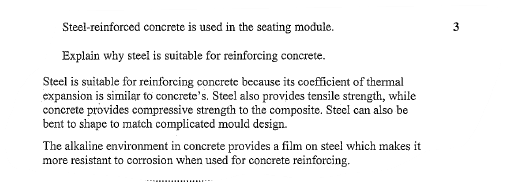 Steel-reinforced concrete is used in the seating module. 3
Explain why steel is suitable for reinforcing concrete.
Steel is suitable for reinforcing concrete because its coefficient of thermal
expansion is similar to concrete's. Steel also provides tensile strength, while
concrete provides compressive strength to the composite. Steel can also be
bent to shape to match complicated mould design.
The alkaline environment in concrete provides a film on steel which makes it
more resistant to corrosion when used for concrete reinforcing.